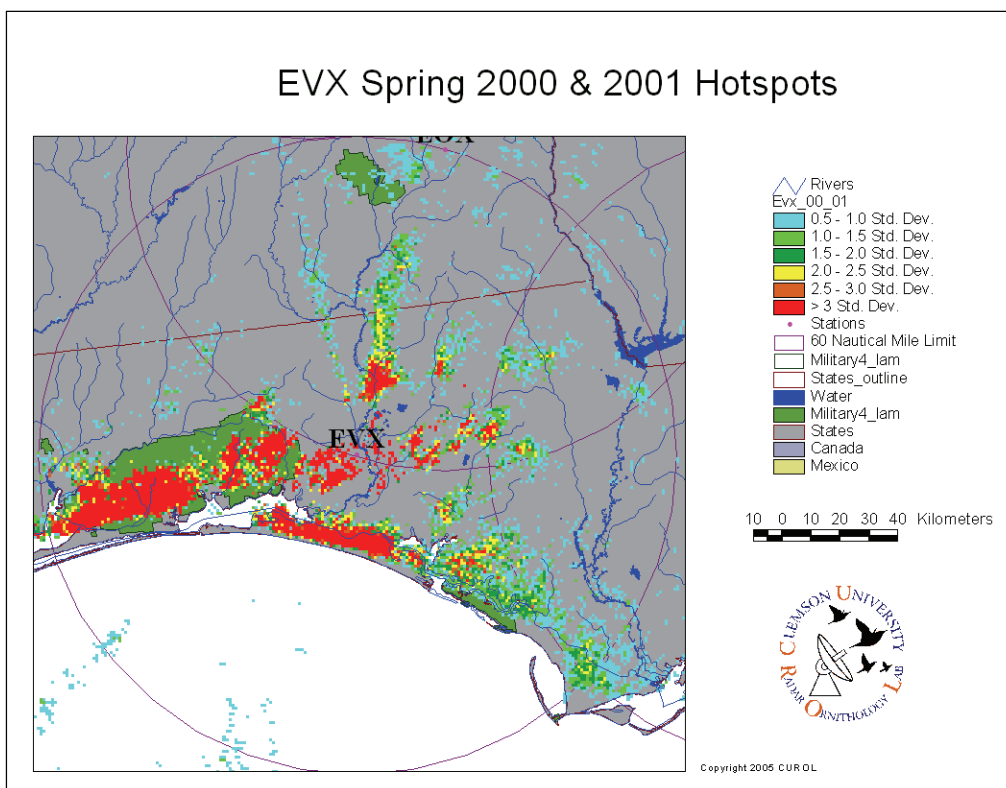 EVX Spring 2000 & 2001 Hotspots
EOX
EVX
Rivers
Evx_00_01
0.5 - 1.0 Std. Dev.
1.0 - 1.5 Std. Dev.
1.5 - 2.0 Std. Dev.
2.0 - 2.5 Std. Dev.
2.5 - 3.0 Std. Dev.
> 3 Std. Dev.
Stations
60 Nautical Mile Limit
Military4_lam
States_outline
Water
Military4_lam
States
Canada
Mexico
10 0 10 20 30 40 Kilometers
CLEMSON UNIVERSITY
RADAR ORNITHOLOGY LAB
Copyright 2005 CUROL